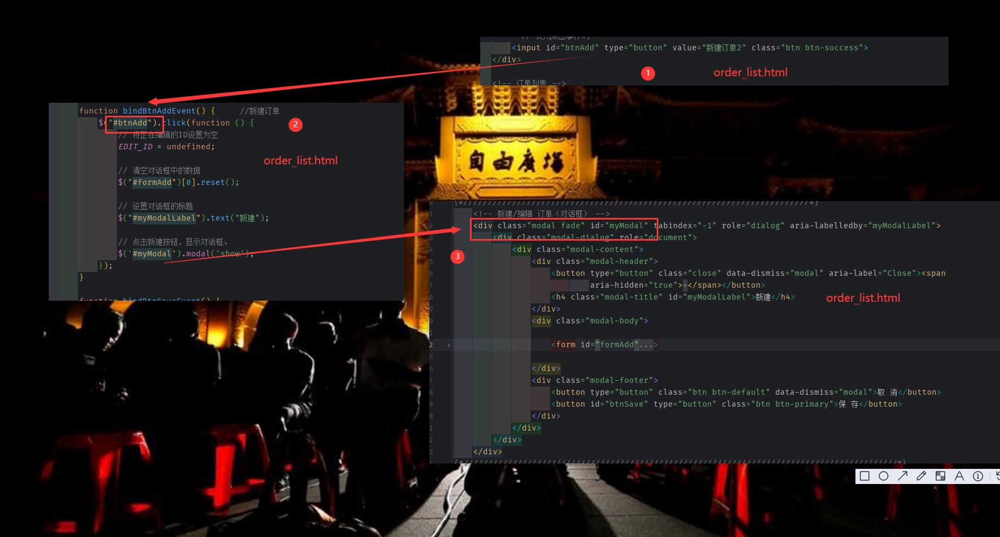 <input id="btnAdd" type="button" value="新建订单2" class="btn btn-success">
</div>
1
order_list.html
<!-- 订单列表 -->
function bindBtnAddEvent() { //新建订单
$("#btnAdd").click(function () {
2
// 将正在编辑的ID设置为空
EDIT_ID = undefined;
order_list.html
// 清空对话框中的数据
$("#formAdd")[0].reset();
// 设置对话框的标题
$("#myModalLabel").text("新建");
// 点击新建按钮，显示对话框。
$('#myModal').modal('show');
});
}
function bindBtnSaveEvent() {
自由廣場
<!-- 新建/编辑 订单（对话框） -->
<div class="modal fade" id="myModal" tabindex="-1" role="dialog" aria-labelledby="myModalLabel">
<div class="modal-dialog" role="document">
<div class="modal-content">
3
<div class="modal-header">
<button type="button" class="close" data-dismiss="modal" aria-label="Close"><span
aria-hidden="true">×</span></button>
<h4 class="modal-title" id="myModalLabel">新建</h4>
order_list.html
</div>
<div class="modal-body">
<form id="formAdd"...>
</div>
<div class="modal-footer">
<button type="button" class="btn btn-default" data-dismiss="modal">取 消</button>
<button id="btnSave" type="button" class="btn btn-primary">保 存</button>
</div>
</div>
</div>
</div>